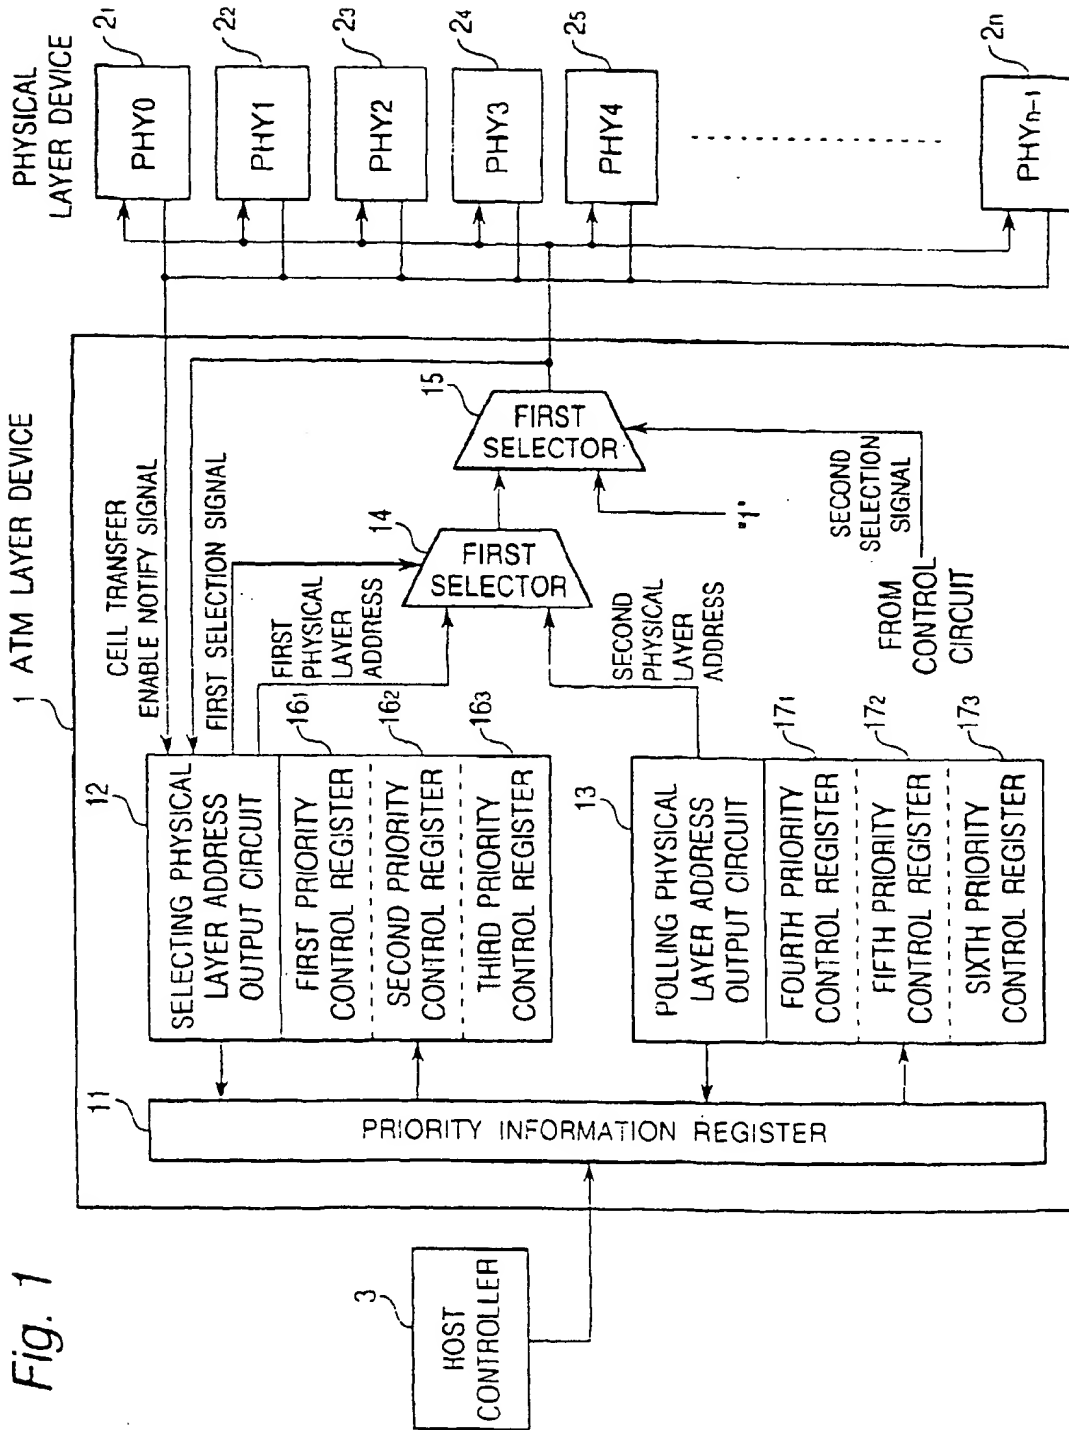 Fig. 1
1 ATM LAYER DEVICE
PHYSICAL
LAYER DEVICE
3
HOST
CONTROLLER
11
PRIORITY INFORMATION REGISTER
12
SELECTING PHYSICAL
LAYER ADDRESS
OUTPUT CIRCUIT
FIRST PRIORITY
CONTROL REGISTER
161
SECOND PRIORITY
CONTROL REGISTER
162
THIRD PRIORITY
CONTROL REGISTER
163
13
POLLING PHYSICAL
LAYER ADDRESS
OUTPUT CIRCUIT
FOURTH PRIORITY
CONTROL REGISTER
171
FIFTH PRIORITY
CONTROL REGISTER
172
SIXTH PRIORITY
CONTROL REGISTER
173
CELL TRANSFER
ENABLE NOTIFY SIGNAL
FIRST SELECTION SIGNAL
FIRST
PHYSICAL
LAYER
ADDRESS
SECOND
PHYSICAL
LAYER
ADDRESS
14
FIRST
SELECTOR
15
FIRST
SELECTOR
"1"
SECOND
SELECTION
SIGNAL
FROM
CONTROL
CIRCUIT
21
PHY0
22
PHY1
23
PHY2
24
PHY3
25
PHY4
2n
PHYn-1